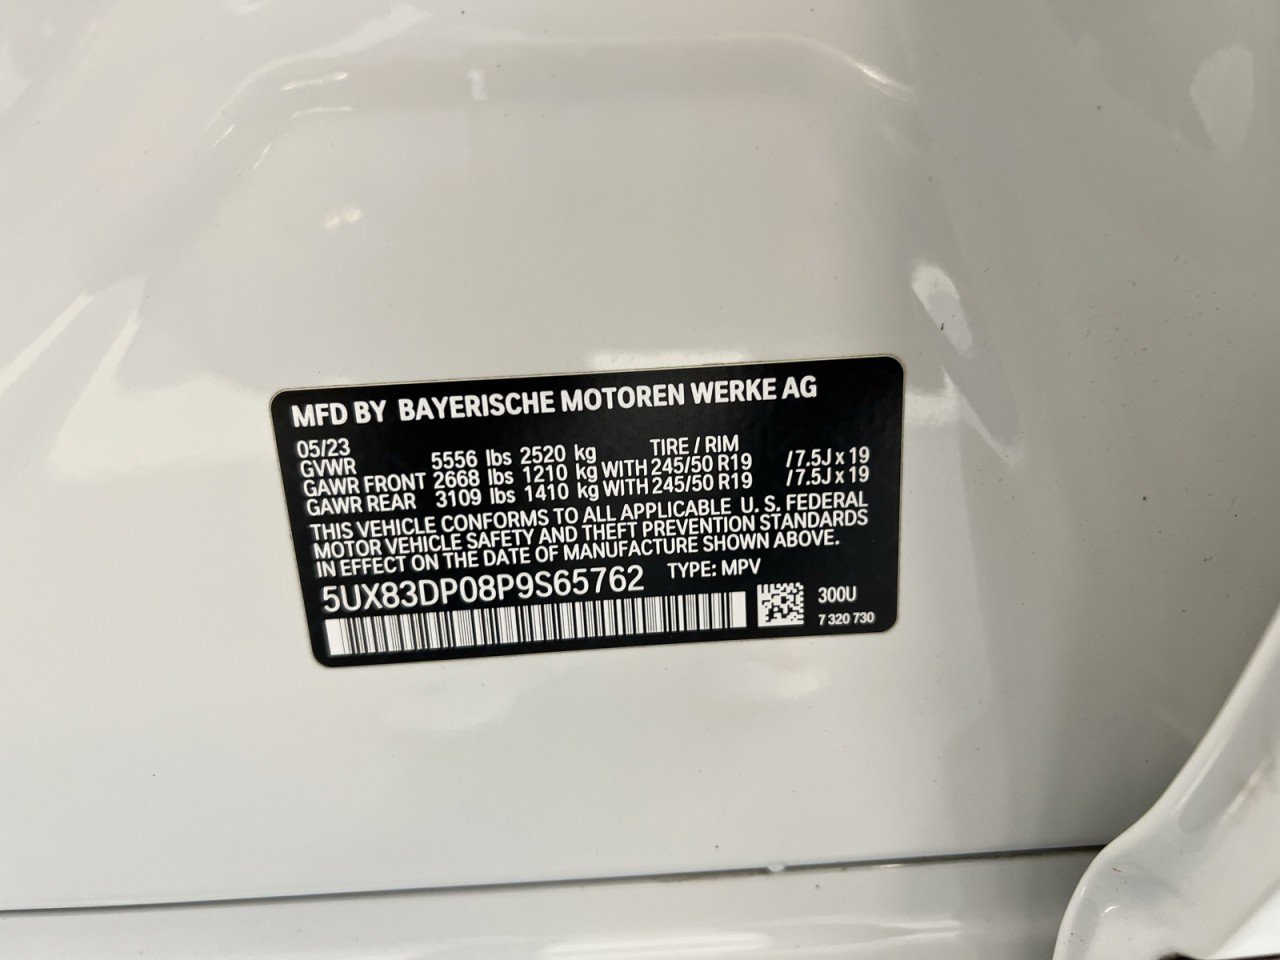 MFD BY BAYERISCHE MOTOREN WERKE AG
05/23 TIRE / RIM
GVWR 5556 lbs 2520 kg
GAWR FRONT 2668 lbs 1210 kg WITH 245/50 R19 / 7.5J x 19
GAWR REAR 3109 lbs 1410 kg WITH 245/50 R19 / 7.5J x 19
THIS VEHICLE CONFORMS TO ALL APPLICABLE U. S. FEDERAL
MOTOR VEHICLE SAFETY AND THEFT PREVENTION STANDARDS
IN EFFECT ON THE DATE OF MANUFACTURE SHOWN ABOVE.
5UX83DP08P9S65762 TYPE: MPV
300U
7 320 730